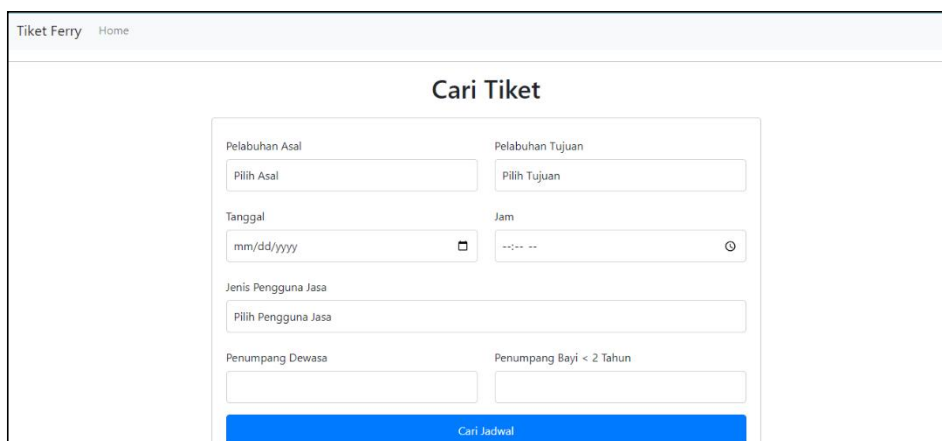 Tiket Ferry Home
Cari Tiket
Pelabuhan Asal Pelabuhan Tujuan
Pilih Asal Pilih Tujuan
Tanggal Jam
mm/dd/yyyy --:-- --
Jenis Pengguna Jasa
Pilih Pengguna Jasa
Penumpang Dewasa Penumpang Bayi < 2 Tahun
Cari Jadwal